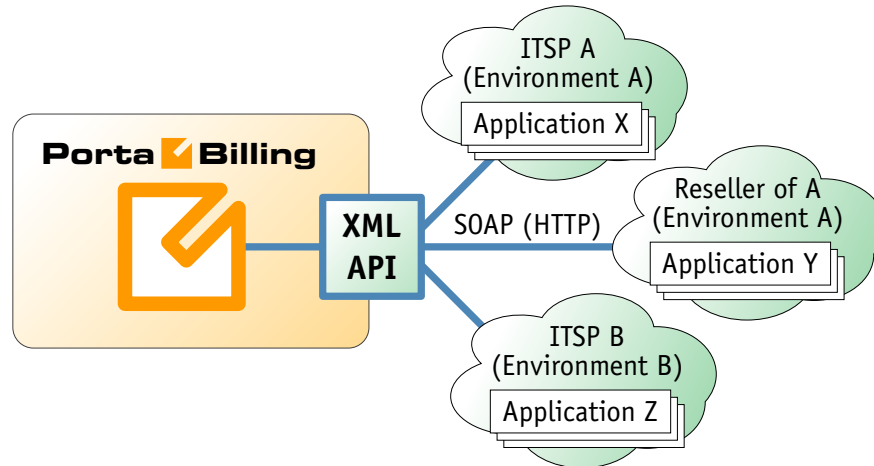 ITSP A
(Environment A)
Application X
Porta Billing
XML
API
SOAP (HTTP)
Reseller of A
(Environment A)
Application Y
ITSP B
(Environment B)
Application Z